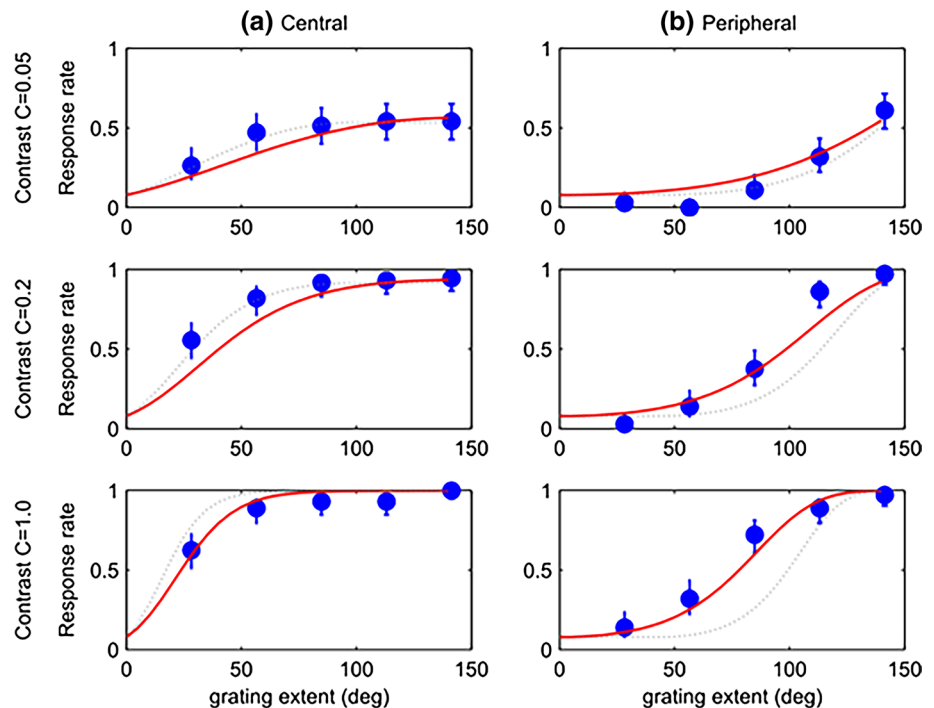 (a) Central
(b) Peripheral
Contrast C=0.05
Response rate
1
0.5
0
0 50 100 150
1
0.5
0
0 50 100 150
Contrast C=0.2
Response rate
1
0.5
0
0 50 100 150
1
0.5
0
0 50 100 150
Contrast C=1.0
Response rate
1
0.5
0
0 50 100 150
grating extent (deg)
1
0.5
0
0 50 100 150
grating extent (deg)